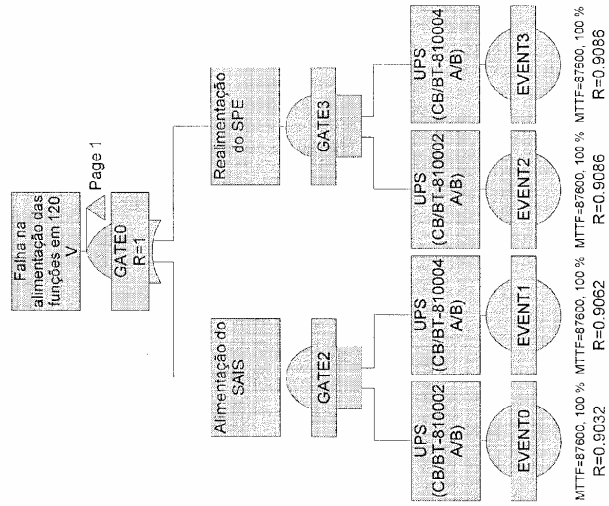 Falha na
alimentação das
funções em 120
V
Page 1
GATE0
R=1
Alimentação do
SAIS
GATE2
Realimentação
do SPE
GATE3
UPS
(CB/BT-810002
A/B)
EVENT0
MTTF=87600, 100 %
R=0.9032
UPS
(CB/BT-810004
A/B)
EVENT1
MTTF=87600, 100 %
R=0.9062
UPS
(CB/BT-810002
A/B)
EVENT2
MTTF=87600, 100 %
R=0.9086
UPS
(CB/BT-810004
A/B)
EVENT3
MTTF=87600, 100 %
R=0.9086